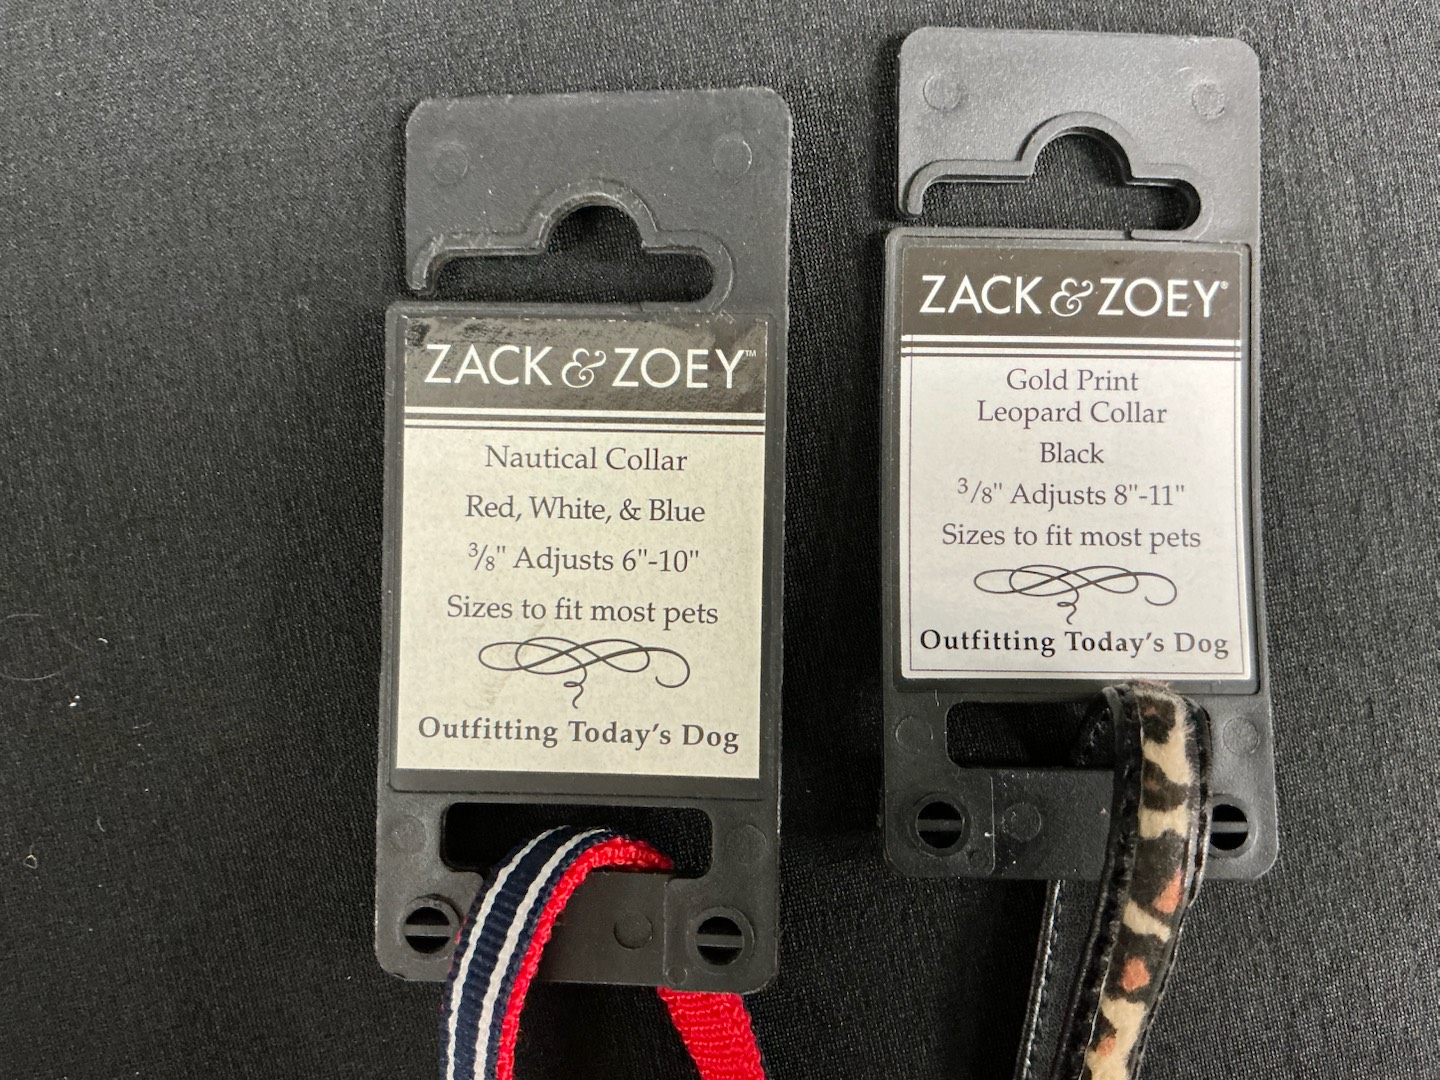 ZACK & ZOEY™
Nautical Collar
Red, White, & Blue
3/8" Adjusts 6"-10"
Sizes to fit most pets
Outfitting Today's Dog
ZACK & ZOEY®
Gold Print
Leopard Collar
Black
3/8" Adjusts 8"-11"
Sizes to fit most pets
Outfitting Today's Dog